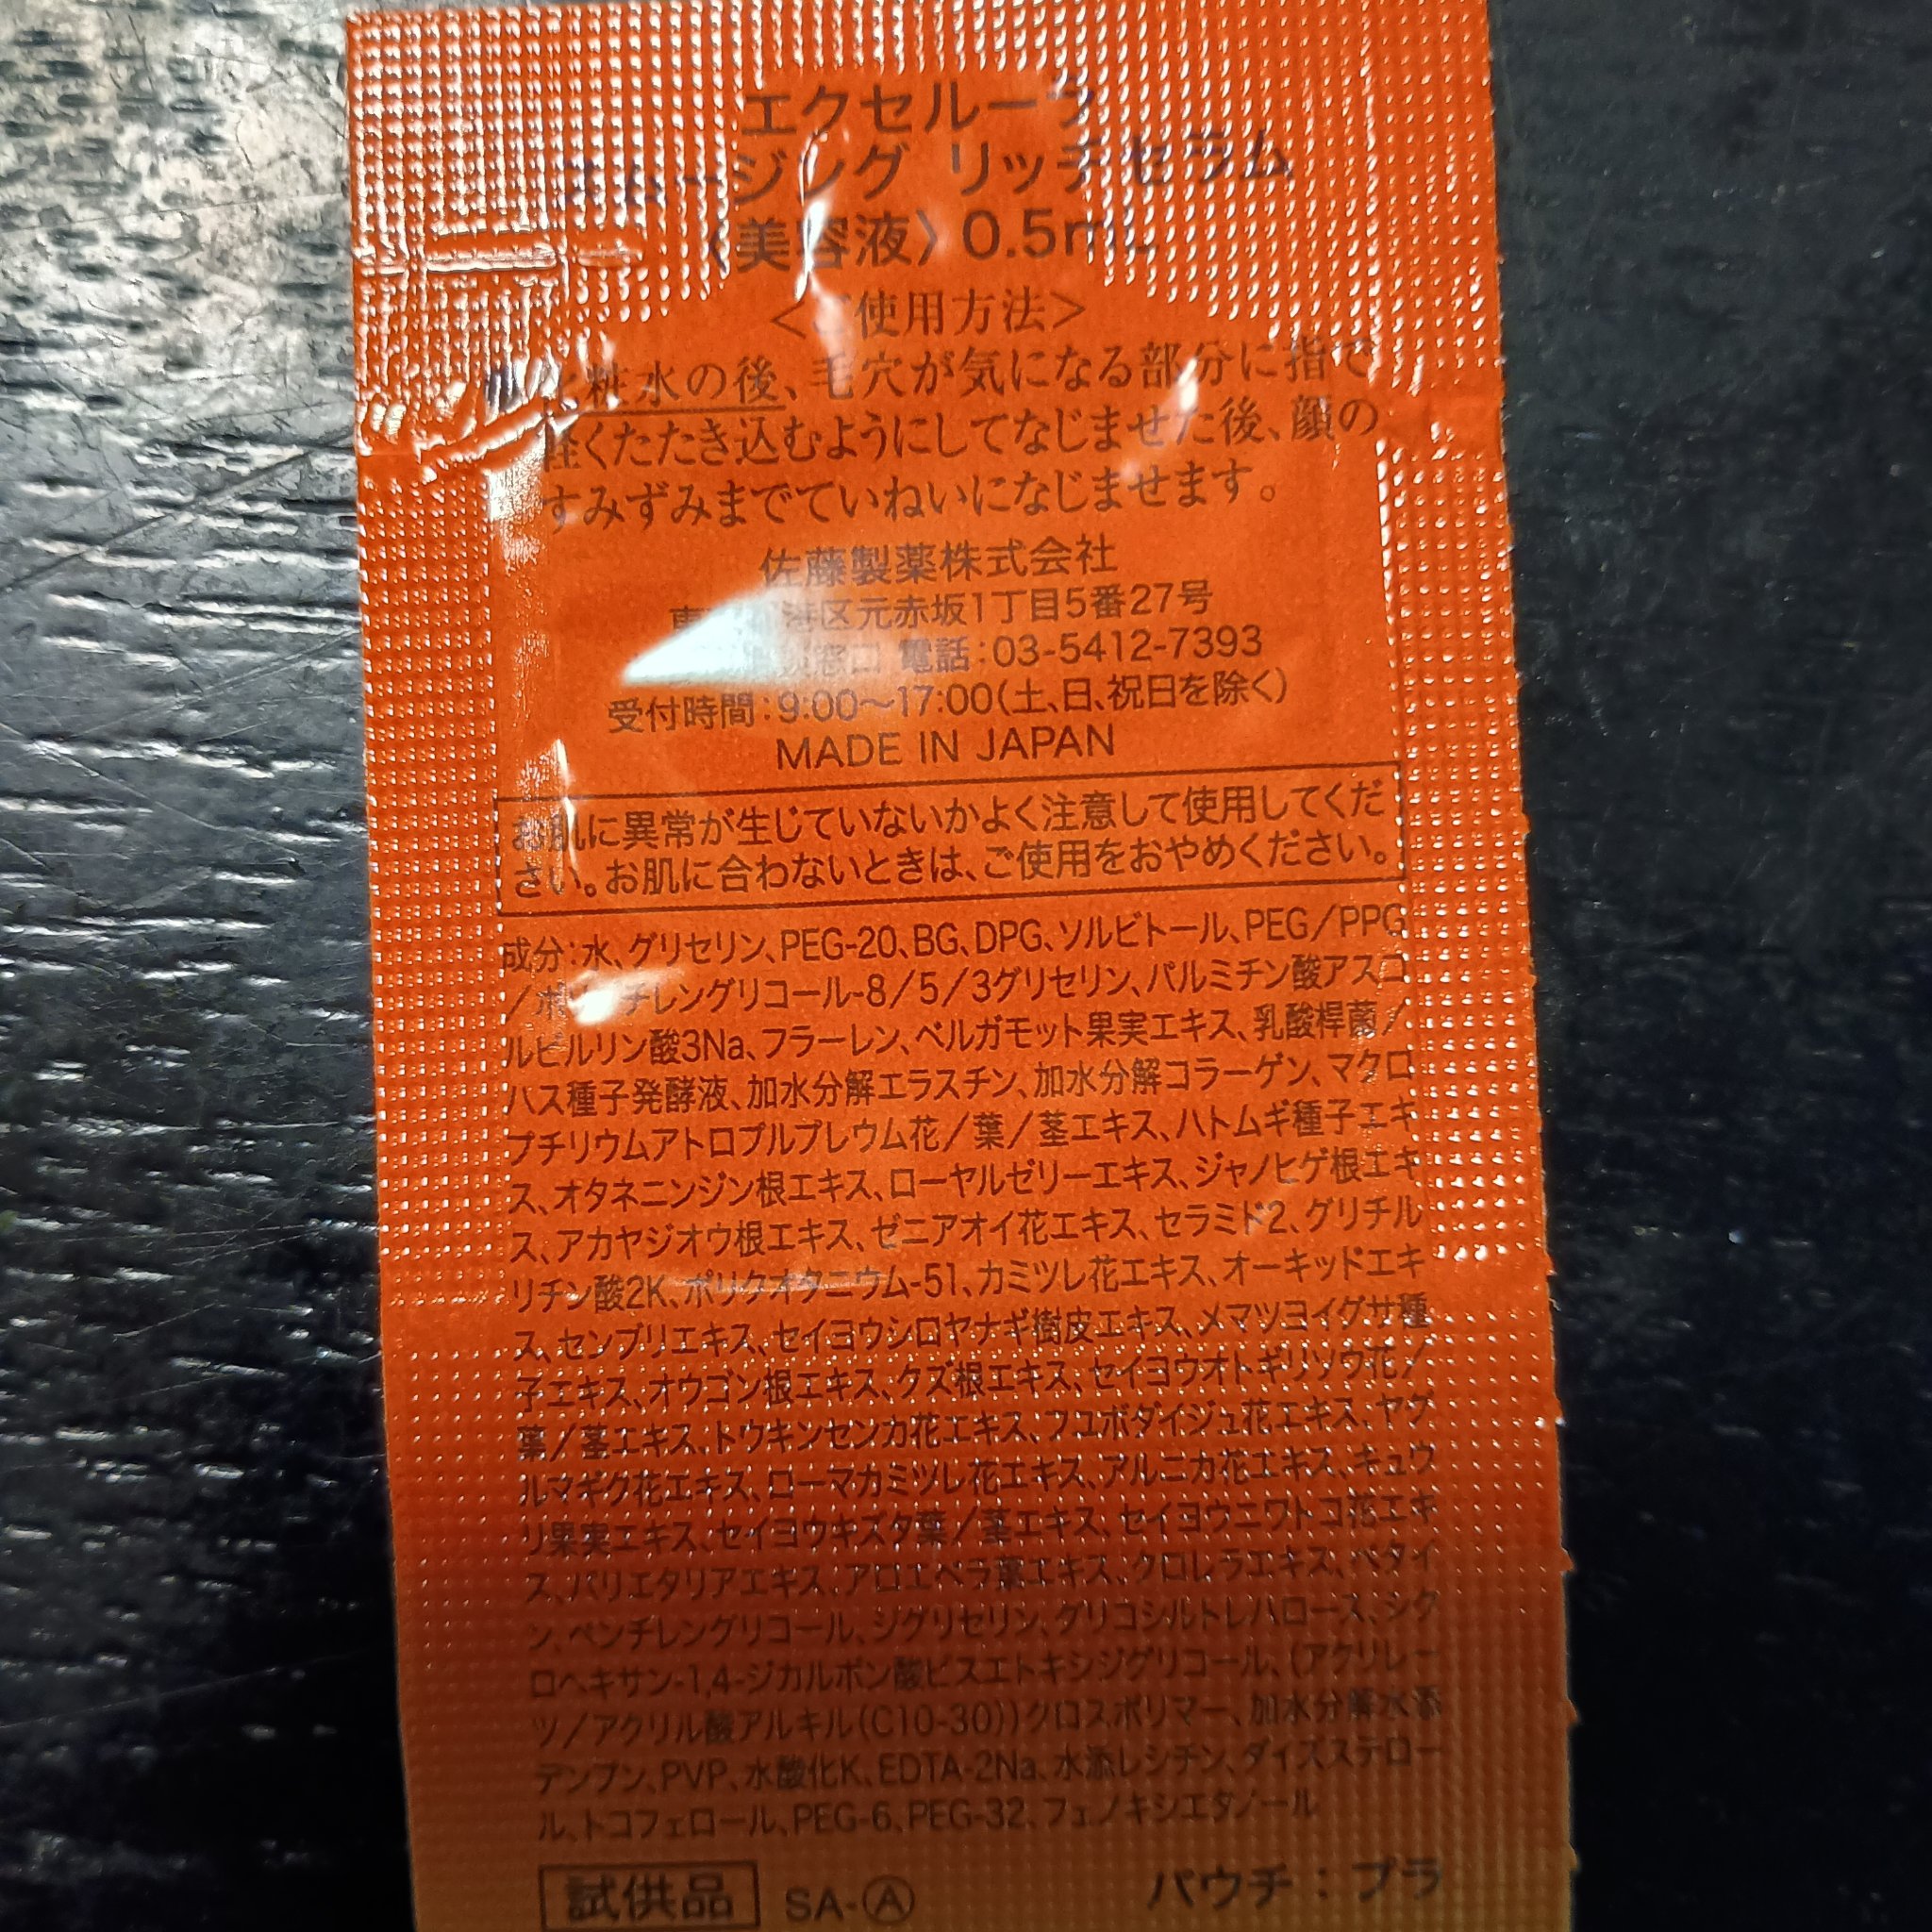 エクセルーラ
ージング リッチセラム
〈美容液〉0.5mL
<ご使用方法>
化粧水の後、毛穴が気になる部分に指で
軽くたたき込むようにしてなじませた後、顔の
すみずみまでていねいになじませます。
佐藤製薬株式会社
港区元赤坂1丁目5番27号
窓口 電話:03-5412-7393
受付時間:9:00〜17:00(土、日、祝日を除く)
MADE IN JAPAN
お肌に異常が生じていないかよく注意して使用してくだ
さい。お肌に合わないときは、ご使用をおやめください。
成分:水、グリセリン、PEG-20、BG、DPG、ソルビトール、PEG/PPG
/ポリブチレングリコール-8/5/3グリセリン、パルミチン酸アスコ
ルビルリン酸3Na、フラーレン、ベルガモット果実エキス、乳酸桿菌/
ハス種子発酵液、加水分解エラスチン、加水分解コラーゲン、マクロ
プチリウムアトロプルプレウム花/葉/茎エキス、ハトムギ種子エキ
ス、オタネニンジン根エキス、ローヤルゼリーエキス、ジャノヒゲ根エキ
ス、アカヤジオウ根エキス、ゼニアオイ花エキス、セラミド2、グリチル
リチン酸2K、ポリクオタニウム-51、カミツレ花エキス、オーキッドエキ
ス、センブリエキス、セイヨウシロヤナギ樹皮エキス、メマツヨイグサ種
子エキス、オウゴン根エキス、クズ根エキス、セイヨウオトギリソウ花/
葉/茎エキス、トウキンセンカ花エキス、フユボダイジュ花エキス、ヤグ
ルマギク花エキス、ローマカミツレ花エキス、アルニカ花エキス、キュウ
リ果実エキス、セイヨウキズタ葉/茎エキス、セイヨウニワトコ花エキ
ス、パリエタリアエキス、アロエベラ葉エキス、クロレラエキス、ベタイ
ン、ペンチレングリコール、ジグリセリン、グリコシルトレハロース、シク
ロヘキサン-1,4-ジカルボン酸ビスエトキシジグリコール、(アクリレー
ツ/アクリル酸アルキル(C10-30))クロスポリマー、加水分解水添
デンプン、PVP、水酸化K、EDTA-2Na、水添レシチン、ダイズステロー
ル、トコフェロール、PEG-6、PEG-32、フェノキシエタノール
試供品 SA-Ⓐ パウチ：プラ